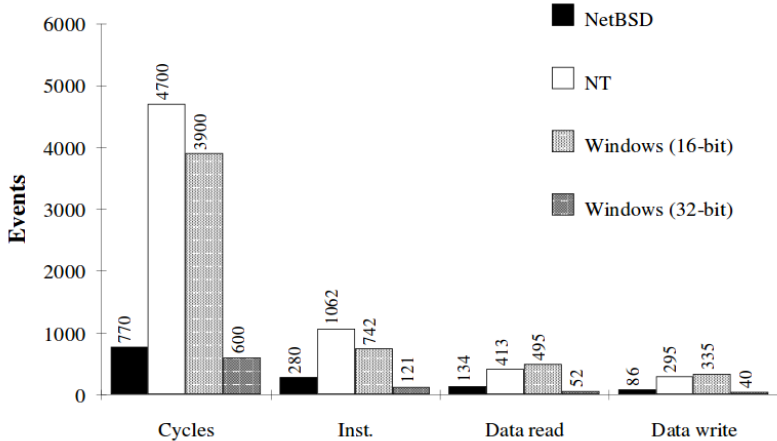 Events
6000
5000
4000
3000
2000
1000
0
770
4700
3900
600
280
1062
742
121
134
413
495
52
86
295
335
40
Cycles
Inst.
Data read
Data write
NetBSD
NT
Windows (16-bit)
Windows (32-bit)